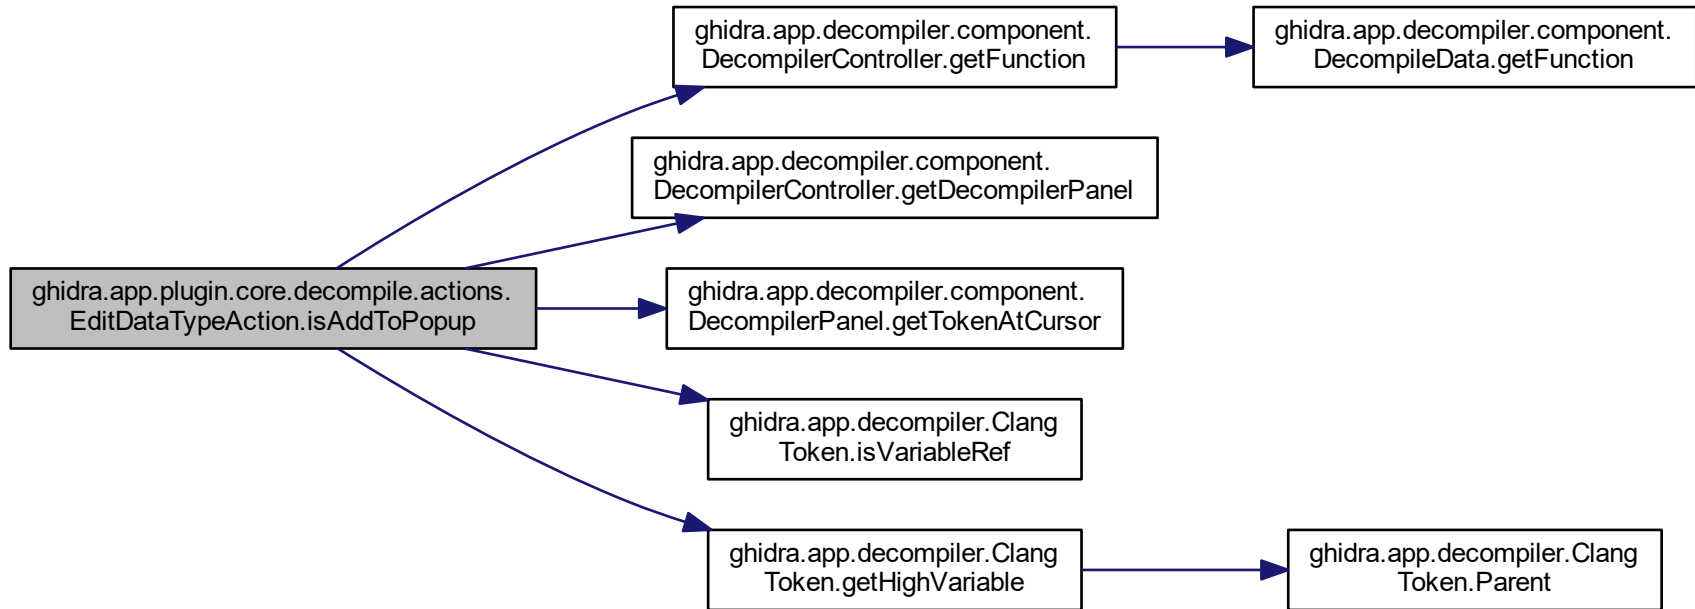 ghidra.app.decompiler.component.
DecompilerController.getFunction
ghidra.app.decompiler.component.
DecompileData.getFunction
ghidra.app.decompiler.component.
DecompilerController.getDecompilerPanel
ghidra.app.plugin.core.decompile.actions.
EditDataTypeAction.isAddToPopup
ghidra.app.decompiler.component.
DecompilerPanel.getTokenAtCursor
ghidra.app.decompiler.Clang
Token.isVariableRef
ghidra.app.decompiler.Clang
Token.getHighVariable
ghidra.app.decompiler.Clang
Token.Parent